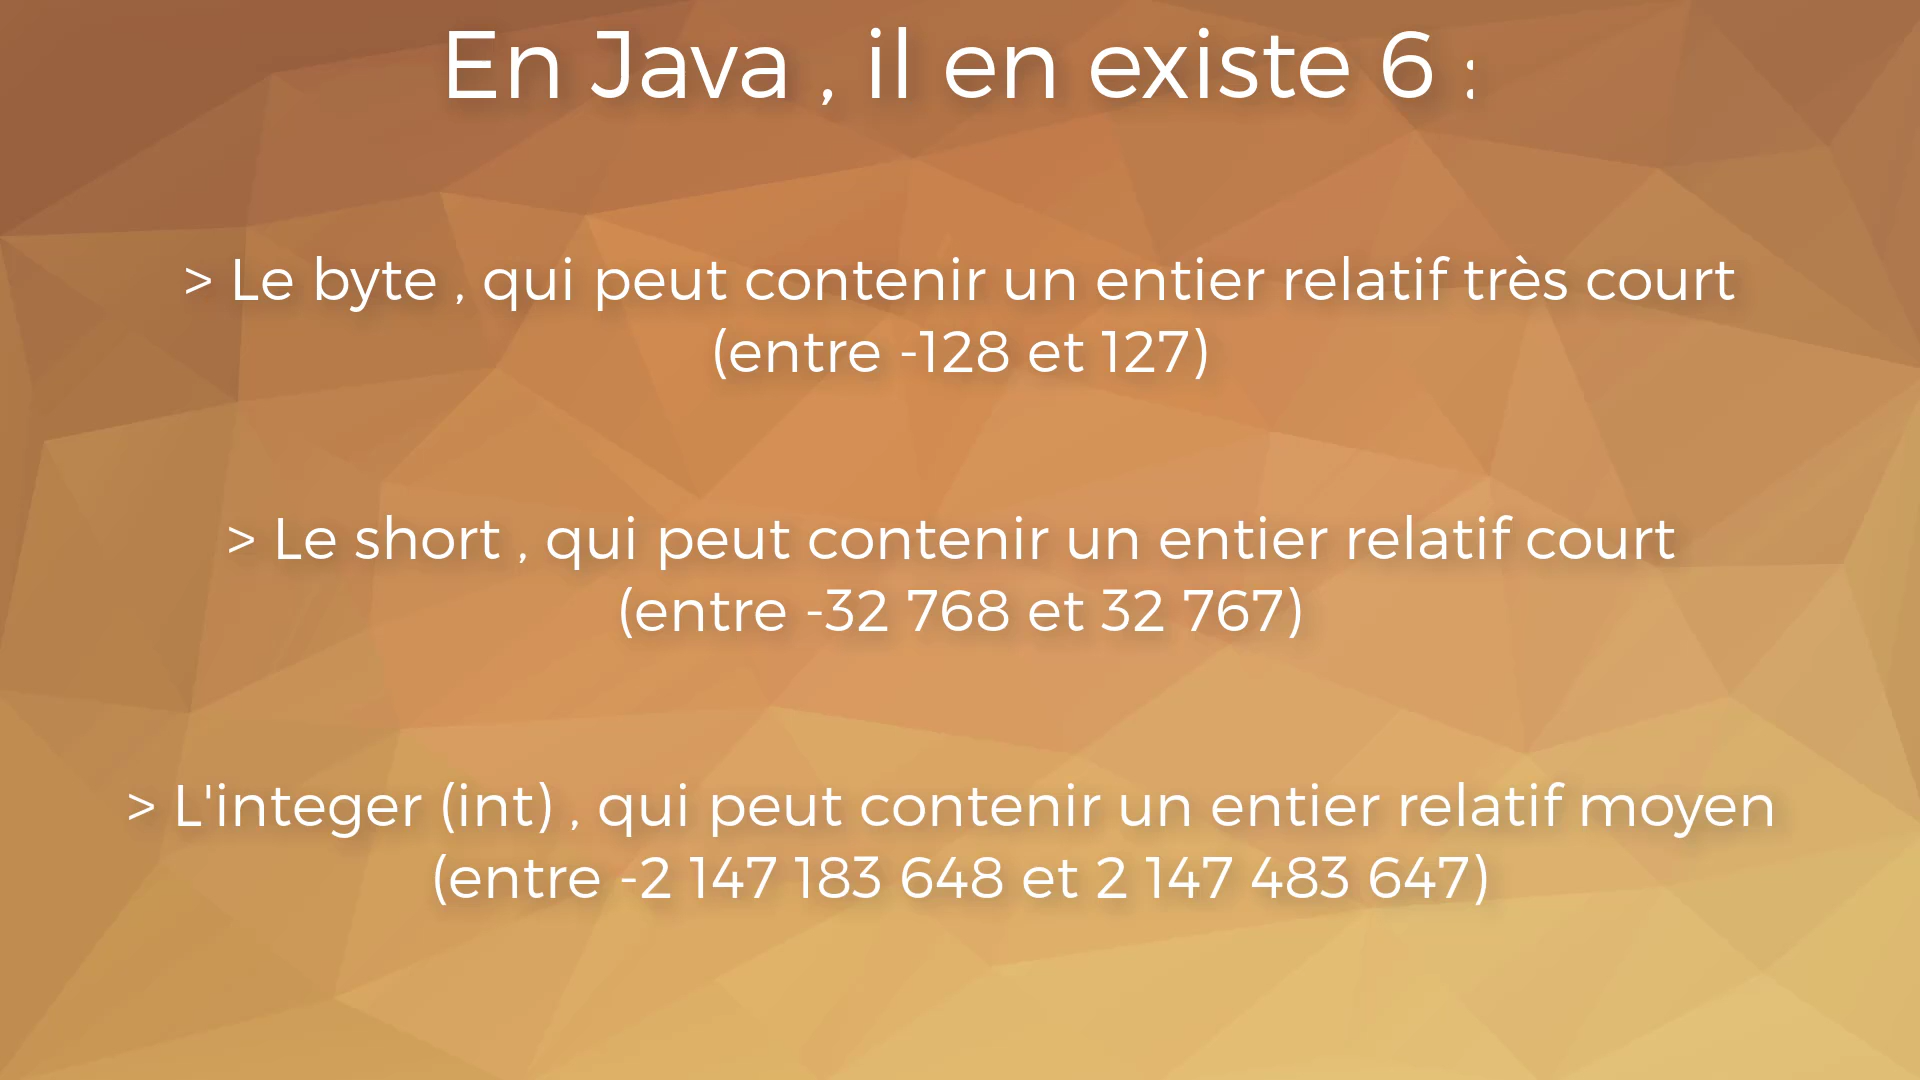 En Java , il en existe 6 :
> Le byte , qui peut contenir un entier relatif très court
(entre -128 et 127)
> Le short , qui peut contenir un entier relatif court
(entre -32 768 et 32 767)
> L'integer (int) , qui peut contenir un entier relatif moyen
(entre -2 147 183 648 et 2 147 483 647)